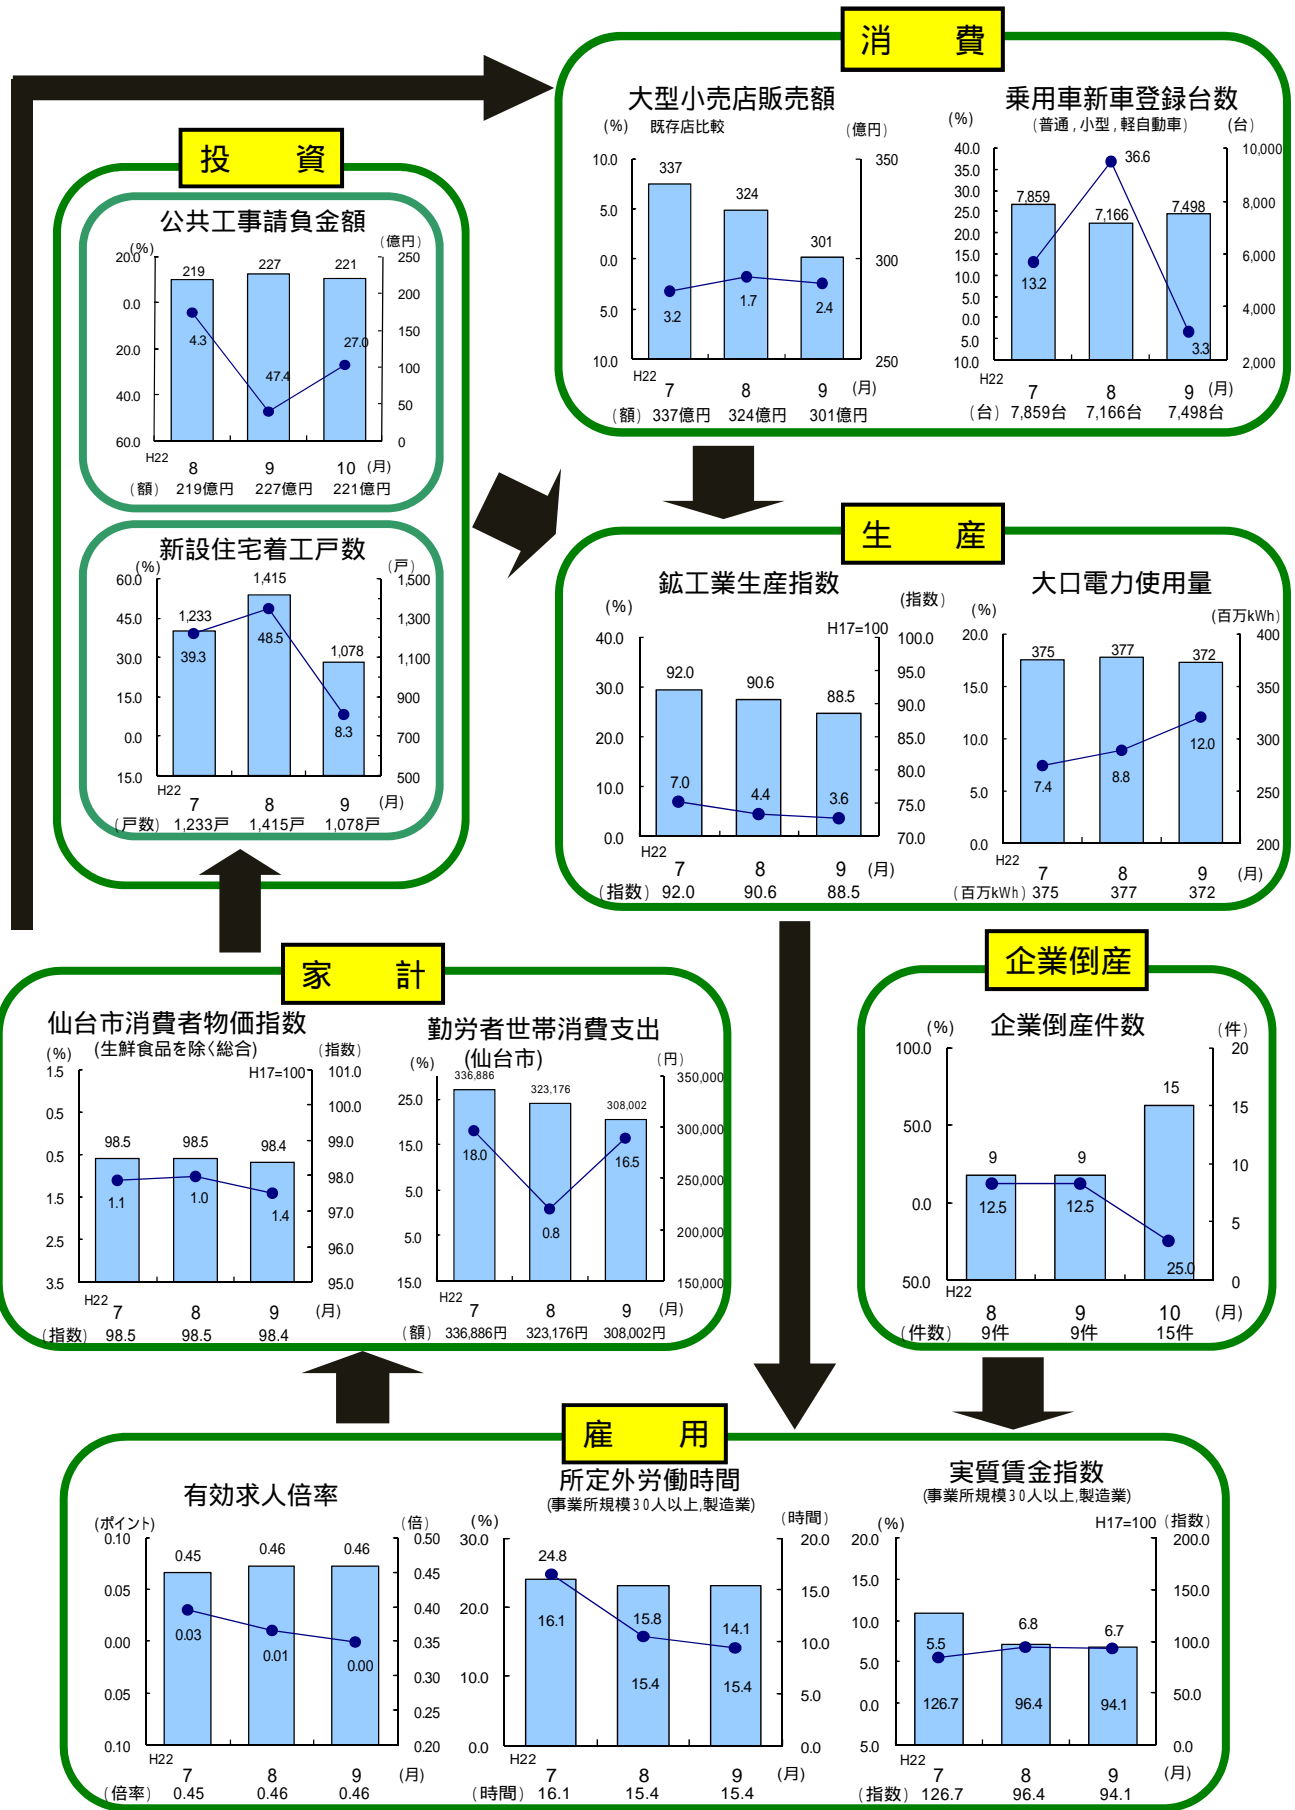 消　費
大型小売店販売額
(%) 既存店比較 (億円)
10.0 5.0 0.0 5.0 10.0
350 300 250
337 324 301
3.2 1.7 2.4
H22 7 8 9 (月)
(額) 337億円 324億円 301億円
乗用車新車登録台数
(%) (普通,小型,軽自動車) (台)
40.0 35.0 30.0 25.0 20.0 15.0 10.0 5.0 0.0 5.0 10.0
10,000 8,000 6,000 4,000 2,000
7,859 7,166 7,498
13.2 36.6 3.3
H22 7 8 9 (月)
(台) 7,859台 7,166台 7,498台
投　資
公共工事請負金額
(%) (億円)
20.0 0.0 20.0 40.0 60.0
250 200 150 100 50 0
219 227 221
4.3 47.4 27.0
H22 8 9 10 (月)
(額) 219億円 227億円 221億円
新設住宅着工戸数
(%) (戸)
60.0 45.0 30.0 15.0 0.0 15.0
1,500 1,300 1,100 900 700 500
1,233 1,415 1,078
39.3 48.5 8.3
H22 7 8 9 (月)
(戸数) 1,233戸 1,415戸 1,078戸
生　産
鉱工業生産指数
(%) (指数)
H17=100
40.0 30.0 20.0 10.0 0.0
100.0 95.0 90.0 85.0 80.0 75.0 70.0
92.0 90.6 88.5
7.0 4.4 3.6
H22 7 8 9 (月)
(指数) 92.0 90.6 88.5
大口電力使用量
(%) (百万kWh)
20.0 15.0 10.0 5.0 0.0
400 350 300 250 200
375 377 372
7.4 8.8 12.0
H22 7 8 9 (月)
(百万kWh) 375 377 372
家　計
仙台市消費者物価指数
(%) (生鮮食品を除く総合) (指数)
H17=100
1.5 0.5 0.5 1.5 2.5 3.5
101.0 100.0 99.0 98.0 97.0 96.0 95.0
98.5 98.5 98.4
1.1 1.0 1.4
H22 7 8 9 (月)
(指数) 98.5 98.5 98.4
勤労者世帯消費支出
(%) (仙台市) (円)
25.0 15.0 5.0 5.0 15.0
350,000 300,000 250,000 200,000 150,000
336,886 323,176 308,002
18.0 0.8 16.5
H22 7 8 9 (月)
(額) 336,886円 323,176円 308,002円
企業倒産
企業倒産件数
(%) (件)
100.0 50.0 0.0 50.0
20 15 10 5 0
9 9 15
12.5 12.5 25.0
H22 8 9 10 (月)
(件数) 9件 9件 15件
雇　用
有効求人倍率
(ポイント) (倍)
0.10 0.05 0.00 0.05 0.10
0.50 0.45 0.40 0.35 0.30 0.25 0.20
0.45 0.46 0.46
0.03 0.01 0.00
H22 7 8 9 (月)
(倍率) 0.45 0.46 0.46
所定外労働時間
(事業所規模30人以上,製造業)
(%) (時間)
30.0 20.0 10.0 0.0
20.0 15.0 10.0 5.0 0.0
24.8 15.8 14.1
16.1 15.4 15.4
H22 7 8 9 (月)
(時間) 16.1 15.4 15.4
実質賃金指数
(事業所規模30人以上,製造業)
(%) H17=100 (指数)
20.0 15.0 10.0 5.0 0.0 5.0
200.0 150.0 100.0 50.0 0.0
5.5 6.8 6.7
126.7 96.4 94.1
H22 7 8 9 (月)
(指数) 126.7 96.4 94.1